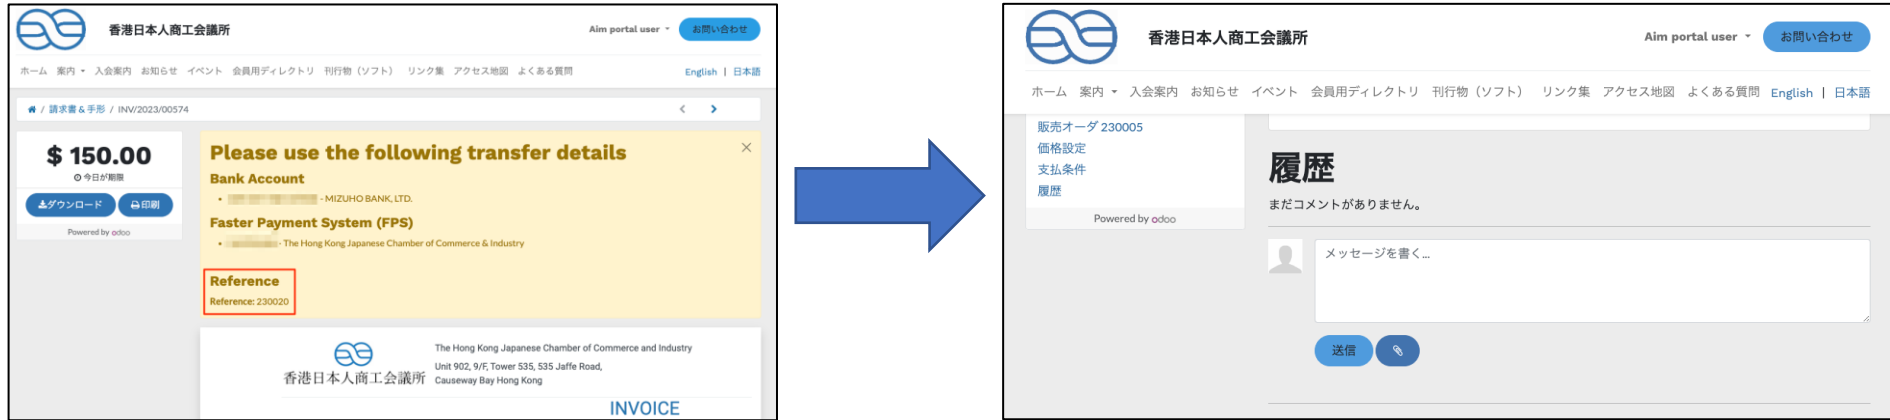 香港日本人商工会議所
Aim portal user
お問い合わせ
ホーム 案内 入会案内 お知らせ イベント 会員用ディレクトリ 刊行物（ソフト） リンク集 アクセス地図 よくある質問
English | 日本語
/ 請求書 & 手形 / INV/2023/00574
$ 150.00
今日が期限
ダウンロード 印刷
Powered by odoo
Please use the following transfer details
Bank Account
- MIZUHO BANK, LTD.
Faster Payment System (FPS)
- The Hong Kong Japanese Chamber of Commerce & Industry
Reference
Reference: 230020
香港日本人商工会議所
The Hong Kong Japanese Chamber of Commerce and Industry
Unit 902, 9/F, Tower 535, 535 Jaffe Road,
Causeway Bay Hong Kong
INVOICE
香港日本人商工会議所
Aim portal user
お問い合わせ
ホーム 案内 入会案内 お知らせ イベント 会員用ディレクトリ 刊行物（ソフト） リンク集 アクセス地図 よくある質問 English | 日本語
販売オーダ 230005
価格設定
支払条件
履歴
Powered by odoo
履歴
まだコメントがありません。
メッセージを書く...
送信